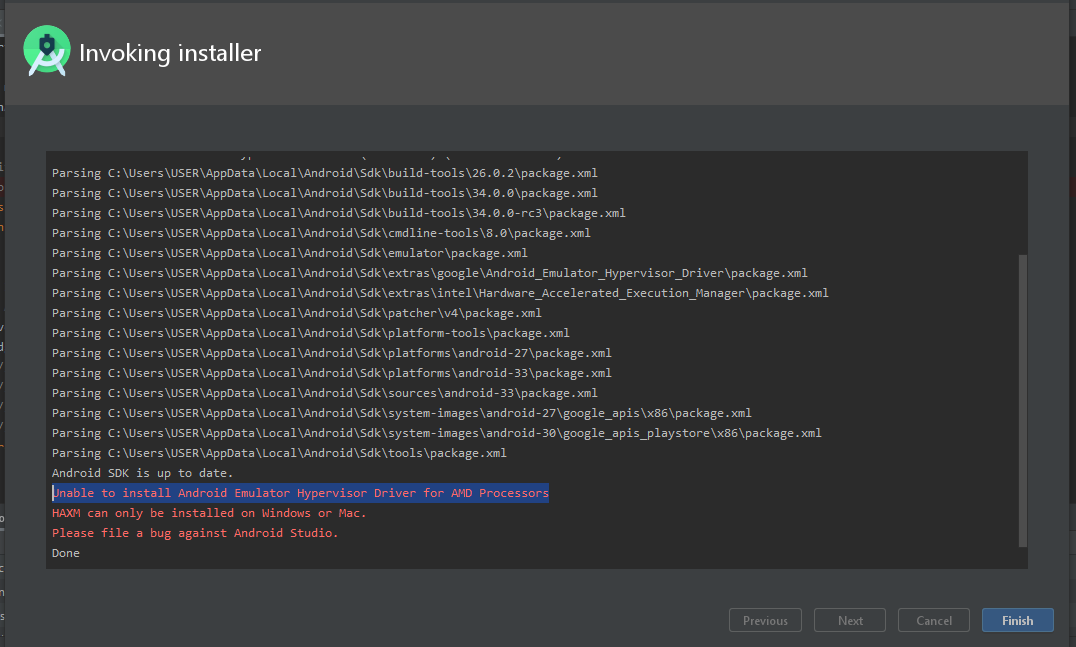 Invoking installer
Parsing C:\Users\USER\AppData\Local\Android\Sdk\build-tools\26.0.2\package.xml
Parsing C:\Users\USER\AppData\Local\Android\Sdk\build-tools\34.0.0\package.xml
Parsing C:\Users\USER\AppData\Local\Android\Sdk\build-tools\34.0.0-rc3\package.xml
Parsing C:\Users\USER\AppData\Local\Android\Sdk\cmdline-tools\8.0\package.xml
Parsing C:\Users\USER\AppData\Local\Android\Sdk\emulator\package.xml
Parsing C:\Users\USER\AppData\Local\Android\Sdk\extras\google\Android_Emulator_Hypervisor_Driver\package.xml
Parsing C:\Users\USER\AppData\Local\Android\Sdk\extras\intel\Hardware_Accelerated_Execution_Manager\package.xml
Parsing C:\Users\USER\AppData\Local\Android\Sdk\patcher\v4\package.xml
Parsing C:\Users\USER\AppData\Local\Android\Sdk\platform-tools\package.xml
Parsing C:\Users\USER\AppData\Local\Android\Sdk\platforms\android-27\package.xml
Parsing C:\Users\USER\AppData\Local\Android\Sdk\platforms\android-33\package.xml
Parsing C:\Users\USER\AppData\Local\Android\Sdk\sources\android-33\package.xml
Parsing C:\Users\USER\AppData\Local\Android\Sdk\system-images\android-27\google_apis\x86\package.xml
Parsing C:\Users\USER\AppData\Local\Android\Sdk\system-images\android-30\google_apis_playstore\x86\package.xml
Parsing C:\Users\USER\AppData\Local\Android\Sdk\tools\package.xml
Android SDK is up to date.
Unable to install Android Emulator Hypervisor Driver for AMD Processors
HAXM can only be installed on Windows or Mac.
Please file a bug against Android Studio.
Done
Previous Next Cancel Finish